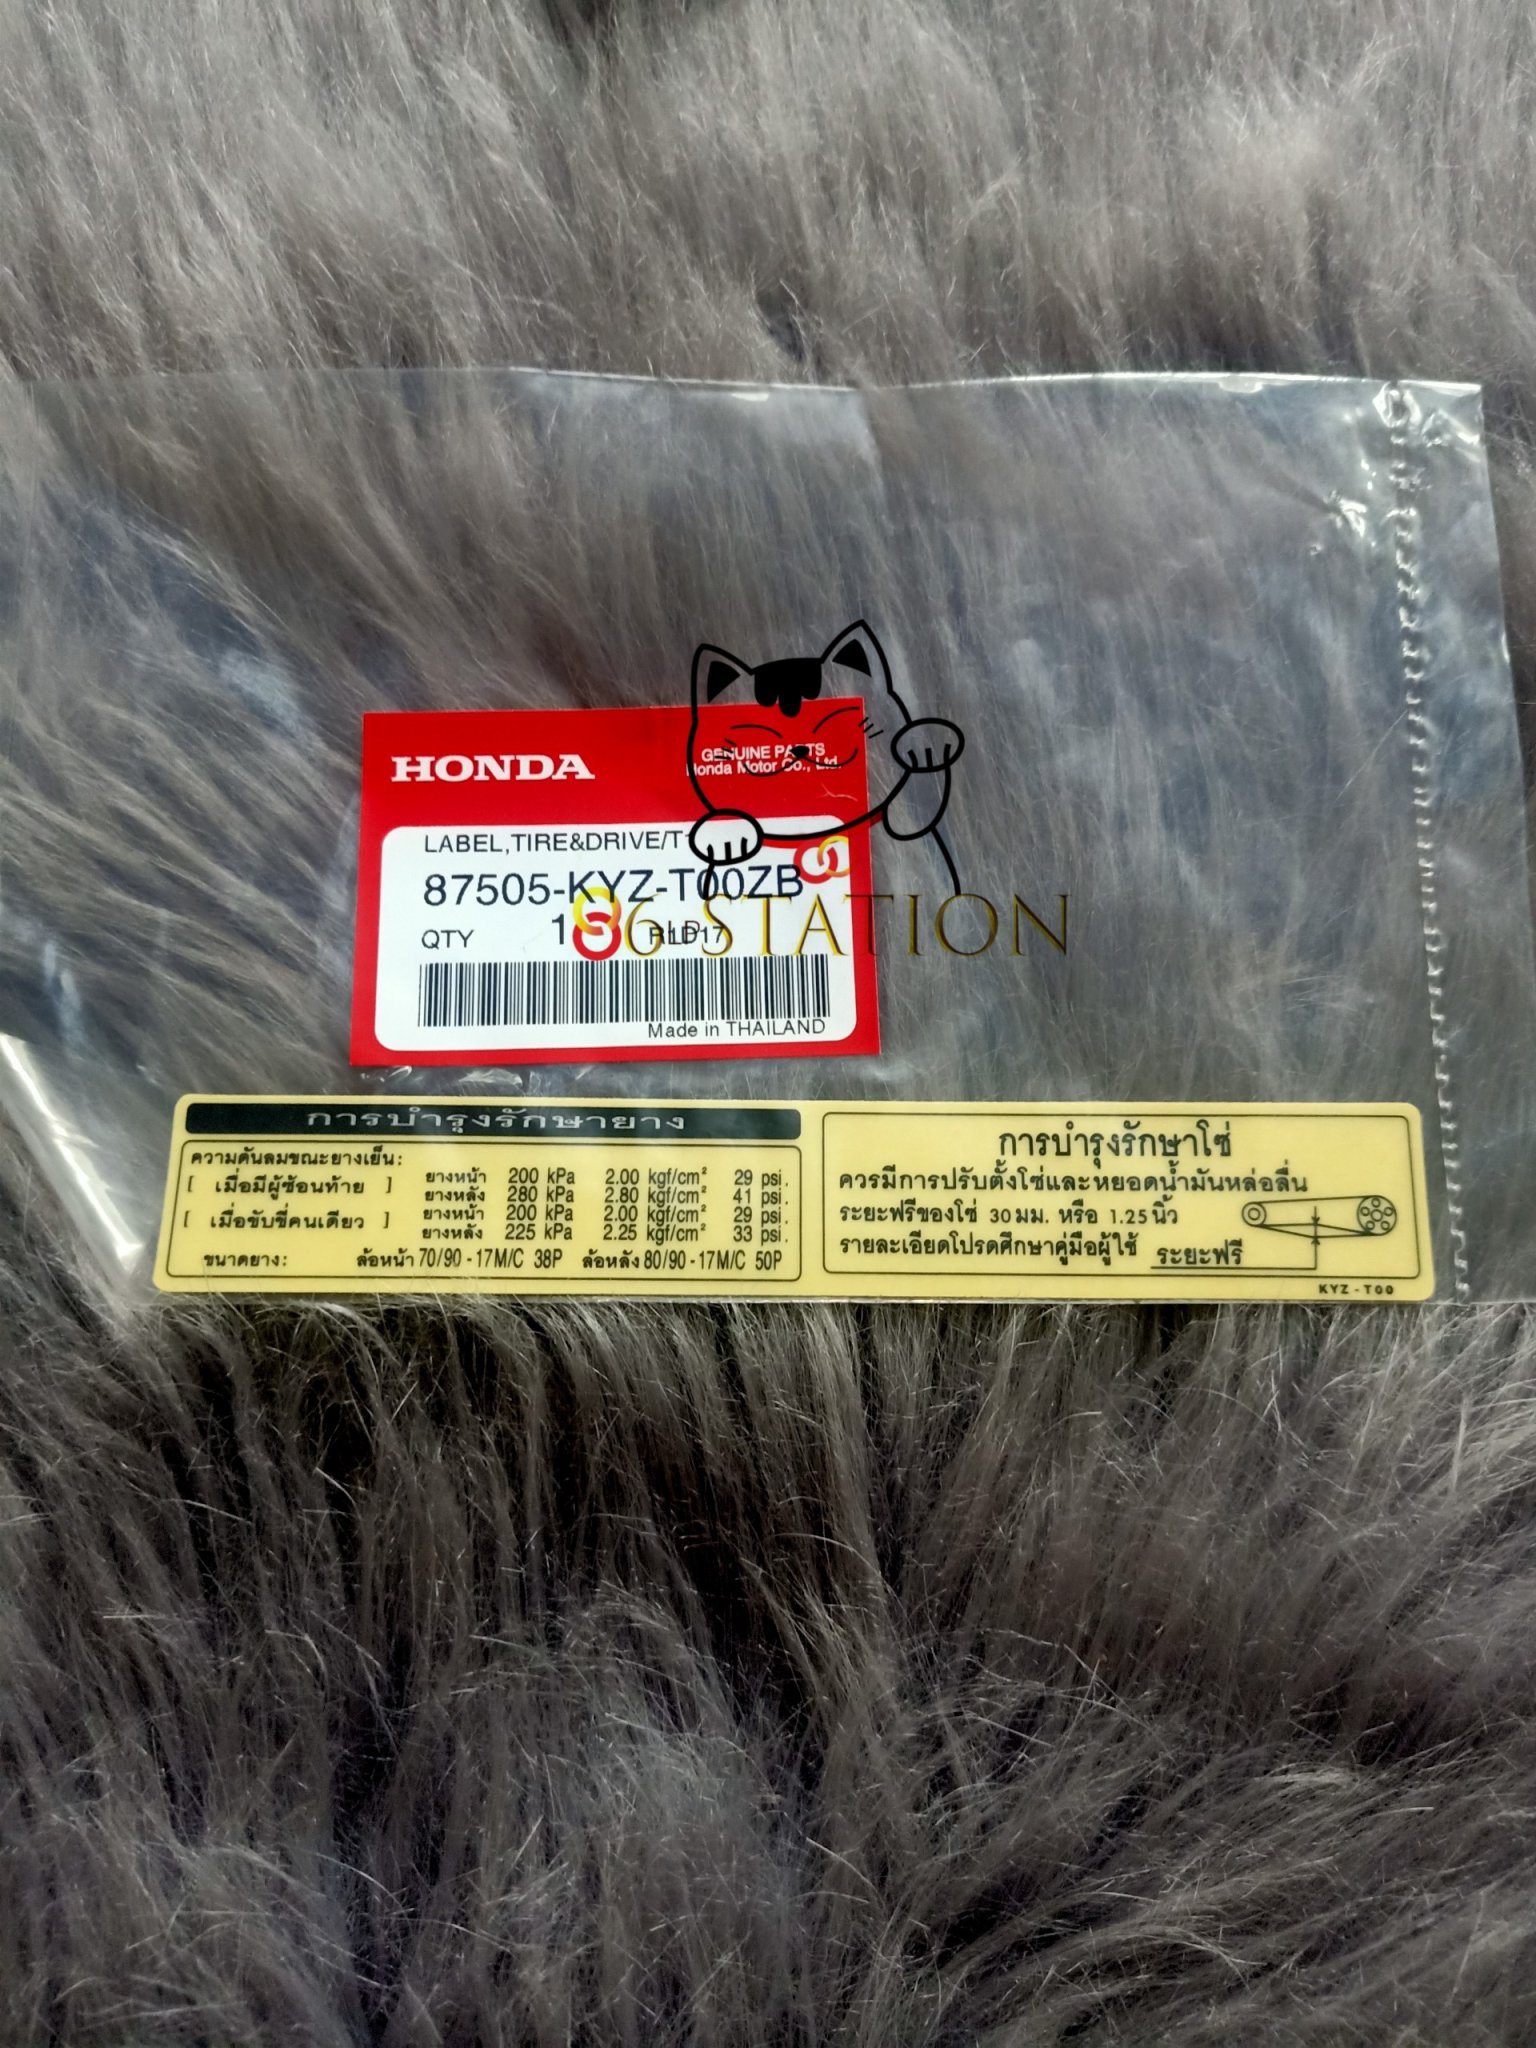 HONDA
GENUINE PARTS
Honda Motor Co., Ltd.
LABEL,TIRE&DRIVE/T
87505-KYZ-T00ZB
QTY 1
86 STATION
Made in THAILAND
การบำรุงรักษายาง
ความดันลมขณะยางเย็น:
[ เมื่อมีผู้ซ้อนท้าย ] ยางหน้า 200 kPa 2.00 kgf/cm² 29 psi.
ยางหลัง 280 kPa 2.80 kgf/cm² 41 psi.
[ เมื่อขับขี่คนเดียว ] ยางหน้า 200 kPa 2.00 kgf/cm² 29 psi.
ยางหลัง 225 kPa 2.25 kgf/cm² 33 psi.
ขนาดยาง: ล้อหน้า 70/90 - 17M/C 38P ล้อหลัง 80/90 - 17M/C 50P
การบำรุงรักษาโซ่
ควรมีการปรับตั้งโซ่และหยอดน้ำมันหล่อลื่น
ระยะฟรีของโซ่ 30 มม. หรือ 1.25 นิ้ว
รายละเอียดโปรดศึกษาคู่มือผู้ใช้
ระยะฟรี
KYZ - T00